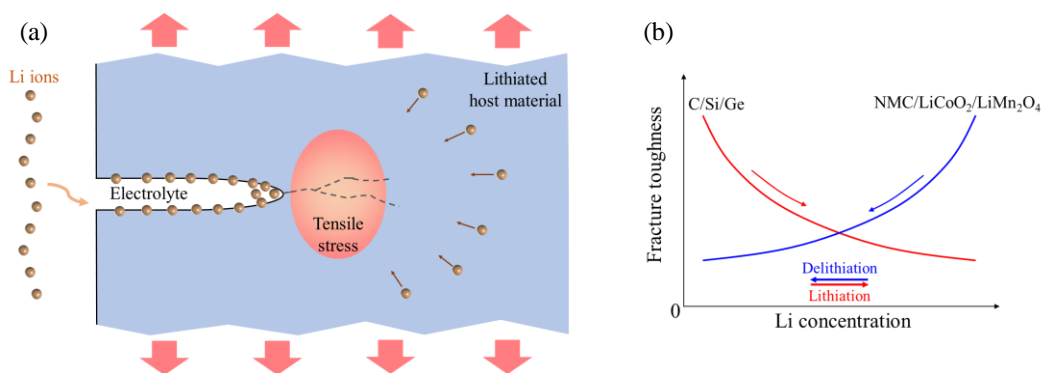 (a)
Li ions
Lithiated
host material
Electrolyte
Tensile
stress
(b)
C/Si/Ge
NMC/LiCoO₂/LiMn₂O₄
Fracture toughness
Delithiation
Lithiation
0
Li concentration